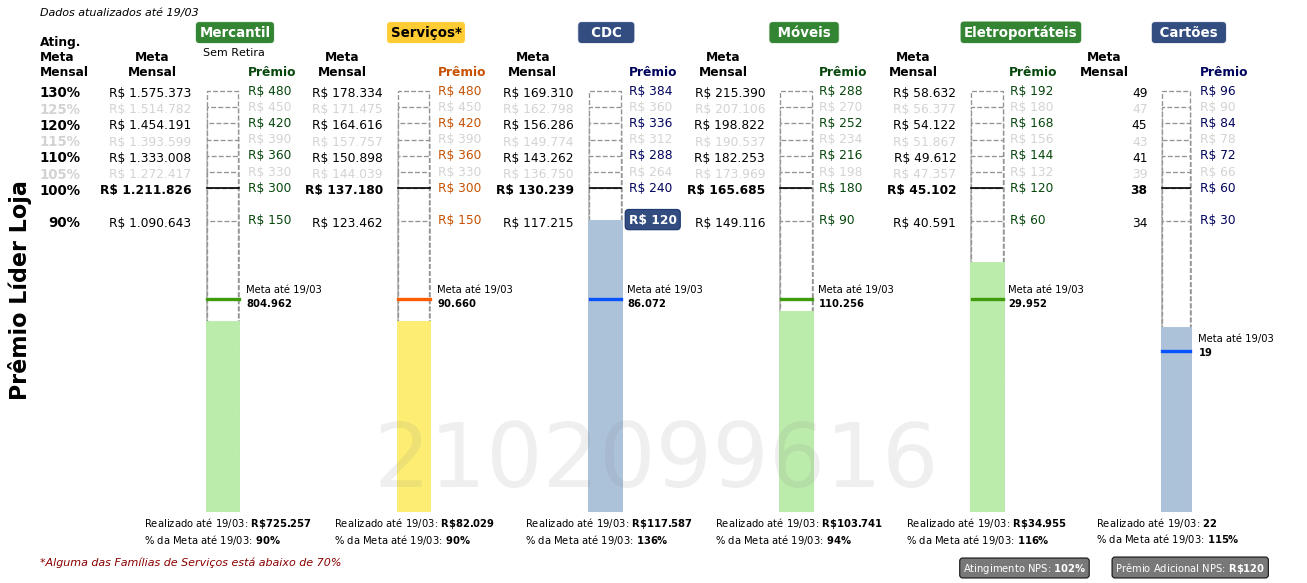 Dados atualizados até 19/03
Mercantil Serviços* CDC Móveis Eletroportáteis Cartões
Sem Retira
Ating. Meta Mensal Meta Mensal Prêmio Meta Mensal Prêmio Meta Mensal Prêmio Meta Mensal Prêmio Meta Mensal Prêmio Meta Mensal Prêmio
130% R$ 1.575.373 R$ 480 R$ 178.334 R$ 480 R$ 169.310 R$ 384 R$ 215.390 R$ 288 R$ 58.632 R$ 192 49 R$ 96
125% R$ 1.514.782 R$ 450 R$ 171.475 R$ 450 R$ 162.798 R$ 360 R$ 207.106 R$ 270 R$ 56.377 R$ 180 47 R$ 90
120% R$ 1.454.191 R$ 420 R$ 164.616 R$ 420 R$ 156.286 R$ 336 R$ 198.822 R$ 252 R$ 54.122 R$ 168 45 R$ 84
115% R$ 1.393.599 R$ 390 R$ 157.757 R$ 390 R$ 149.774 R$ 312 R$ 190.537 R$ 234 R$ 51.867 R$ 156 43 R$ 78
110% R$ 1.333.008 R$ 360 R$ 150.898 R$ 360 R$ 143.262 R$ 288 R$ 182.253 R$ 216 R$ 49.612 R$ 144 41 R$ 72
105% R$ 1.272.417 R$ 330 R$ 144.039 R$ 330 R$ 136.750 R$ 264 R$ 173.969 R$ 198 R$ 47.357 R$ 132 39 R$ 66
100% R$ 1.211.826 R$ 300 R$ 137.180 R$ 300 R$ 130.239 R$ 240 R$ 165.685 R$ 180 R$ 45.102 R$ 120 38 R$ 60
90% R$ 1.090.643 R$ 150 R$ 123.462 R$ 150 R$ 117.215 R$ 120 R$ 149.116 R$ 90 R$ 40.591 R$ 60 34 R$ 30
Prêmio Líder Loja
Meta até 19/03 Meta até 19/03 Meta até 19/03 Meta até 19/03 Meta até 19/03
804.962 90.660 86.072 110.256 29.952
Meta até 19/03
19
2102099616
Realizado até 19/03: R$725.257 Realizado até 19/03: R$82.029 Realizado até 19/03: R$117.587 Realizado até 19/03: R$103.741 Realizado até 19/03: R$34.955 Realizado até 19/03: 22
% da Meta até 19/03: 90% % da Meta até 19/03: 90% % da Meta até 19/03: 136% % da Meta até 19/03: 94% % da Meta até 19/03: 116% % da Meta até 19/03: 115%
*Alguma das Famílias de Serviços está abaixo de 70%
Atingimento NPS: 102% Prêmio Adicional NPS: R$120